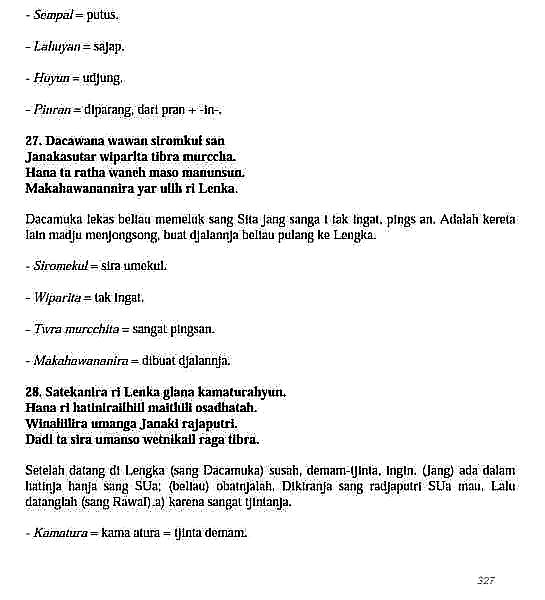 - Sempal = putus.
- Lahuyan = sajap.
- Huyun = udjung.
- Pinran = diparang, dari pran + -in-.
27. Dacawana wawan siromkul san
Janakasutar wiparita tibra murccha.
Hana ta ratha waneh maso manunsun.
Makahawanannira yar ulih ri Lenka.
Dacamuka lekas beliau memeluk sang Sita jang sanga t tak ingat, pings an. Adalah kereta
lain madju menjongsong, buat djalannja beliau pulang ke Lengka.
- Siromekul = sira umekul.
- Wiparita = tak ingat.
- Twra murcchita = sangat pingsan.
- Makahawananira = dibuat djalannja.
28. Satekanira ri Lenka glana kamaturahyun.
Hana ri hatinirailhill maithili osadhatah.
Winalilira umanga Janaki rajaputri.
Dadi ta sira umanso wetnikail raga tibra.
Setelah datang di Lengka (sang Dacamuka) susah, demam-tjinta, ingin. (Jang) ada dalam
hatinja hanja sang SUa; (beliau) obatnjalah. Dikiranja sang radjaputri SUa mau. Lalu
datanglah (sang Rawal).a) karena sangat tjintanja.
- Kamatura = kama atura = tjinta demam.
327